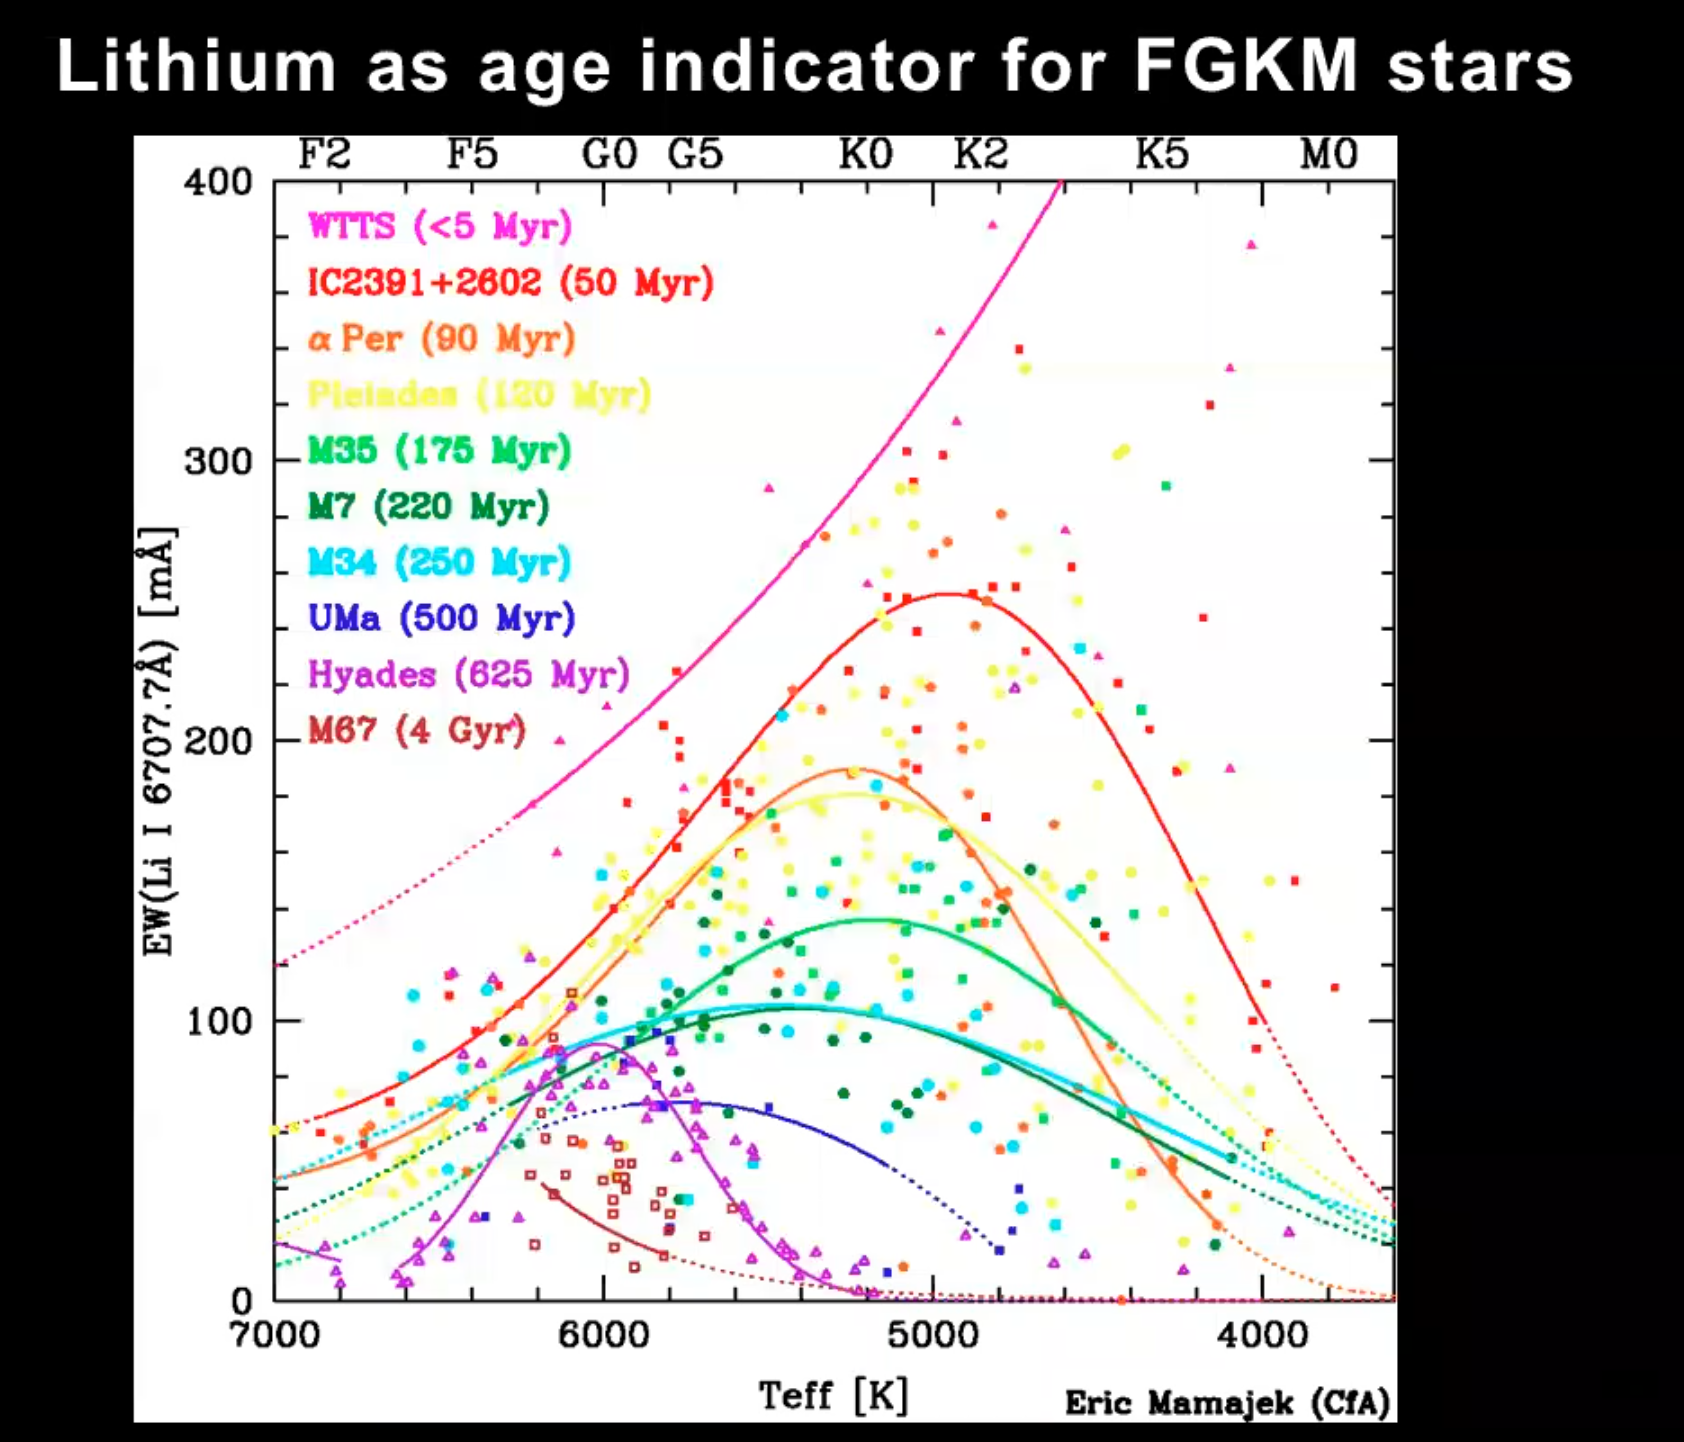 Lithium as age indicator for FGKM stars
F2 F5 G0 G5 K0 K2 K5 M0
400
WTTS (<5 Myr)
IC2391+2602 (50 Myr)
α Per (90 Myr)
Pleiades (120 Myr)
M35 (175 Myr)
300
M7 (220 Myr)
M34 (250 Myr)
UMa (500 Myr)
Hyades (625 Myr)
M67 (4 Gyr)
200
EW(Li I 6707.7Å) [mÅ]
100
0
7000 6000 5000 4000
Teff [K]
Eric Mamajek (CfA)